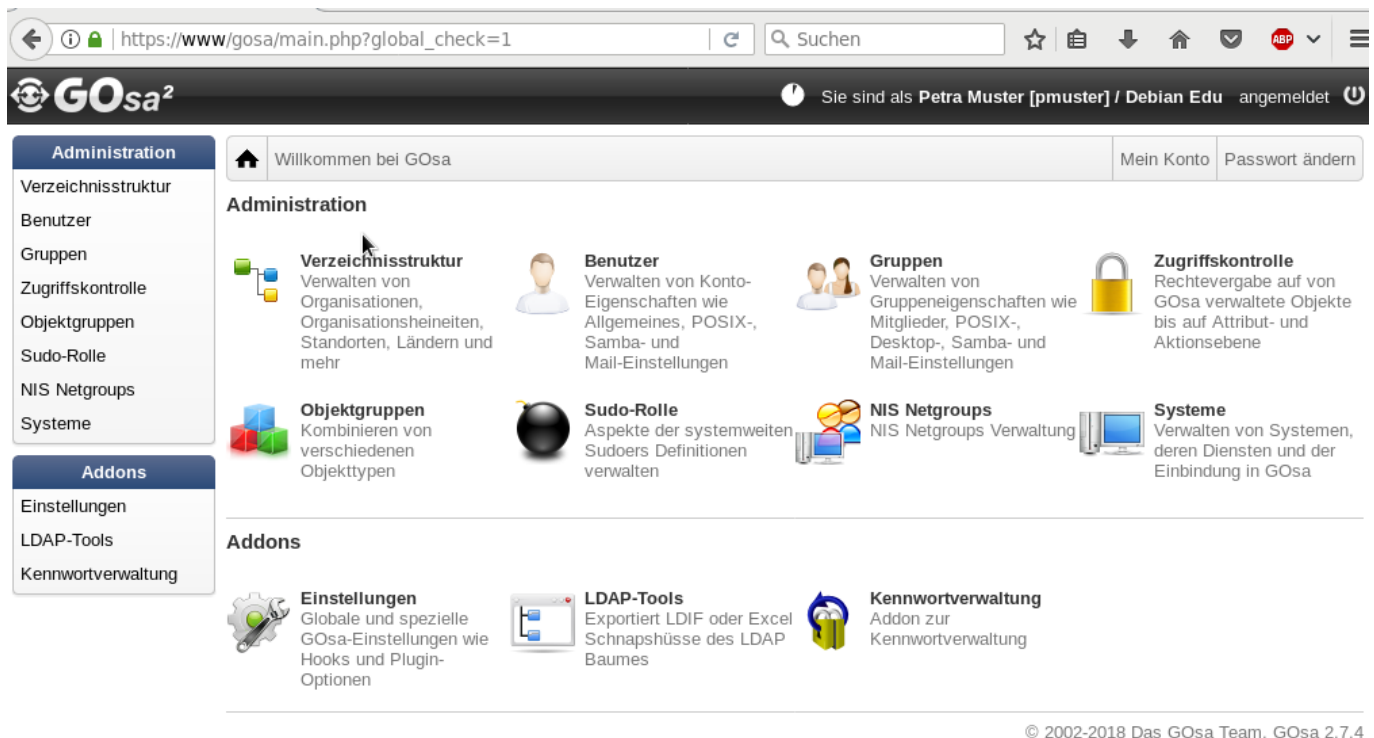 https://www/gosa/main.php?global_check=1
Suchen
ABP
GOsa²
Sie sind als Petra Muster [pmuster] / Debian Edu angemeldet
Administration
Verzeichnisstruktur
Benutzer
Gruppen
Zugriffskontrolle
Objektgruppen
Sudo-Rolle
NIS Netgroups
Systeme
Addons
Einstellungen
LDAP-Tools
Kennwortverwaltung
Willkommen bei GOsa
Mein Konto
Passwort ändern
Administration
Verzeichnisstruktur
Verwalten von
Organisationen,
Organisationsheineiten,
Standorten, Ländern und
mehr
Benutzer
Verwalten von Konto-
Eigenschaften wie
Allgemeines, POSIX-,
Samba- und
Mail-Einstellungen
Gruppen
Verwalten von
Gruppeneigenschaften wie
Mitglieder, POSIX-,
Desktop-, Samba- und
Mail-Einstellungen
Zugriffskontrolle
Rechtevergabe auf von
GOsa verwaltete Objekte
bis auf Attribut- und
Aktionsebene
Objektgruppen
Kombinieren von
verschiedenen
Objekttypen
Sudo-Rolle
Aspekte der systemweiten
Sudoers Definitionen
verwalten
NIS Netgroups
NIS Netgroups Verwaltung
Systeme
Verwalten von Systemen,
deren Diensten und der
Einbindung in GOsa
Addons
Einstellungen
Globale und spezielle
GOsa-Einstellungen wie
Hooks und Plugin-
Optionen
LDAP-Tools
Exportiert LDIF oder Excel
Schnapshüsse des LDAP
Baumes
Kennwortverwaltung
Addon zur
Kennwortverwaltung
© 2002-2018 Das GOsa Team, GOsa 2.7.4